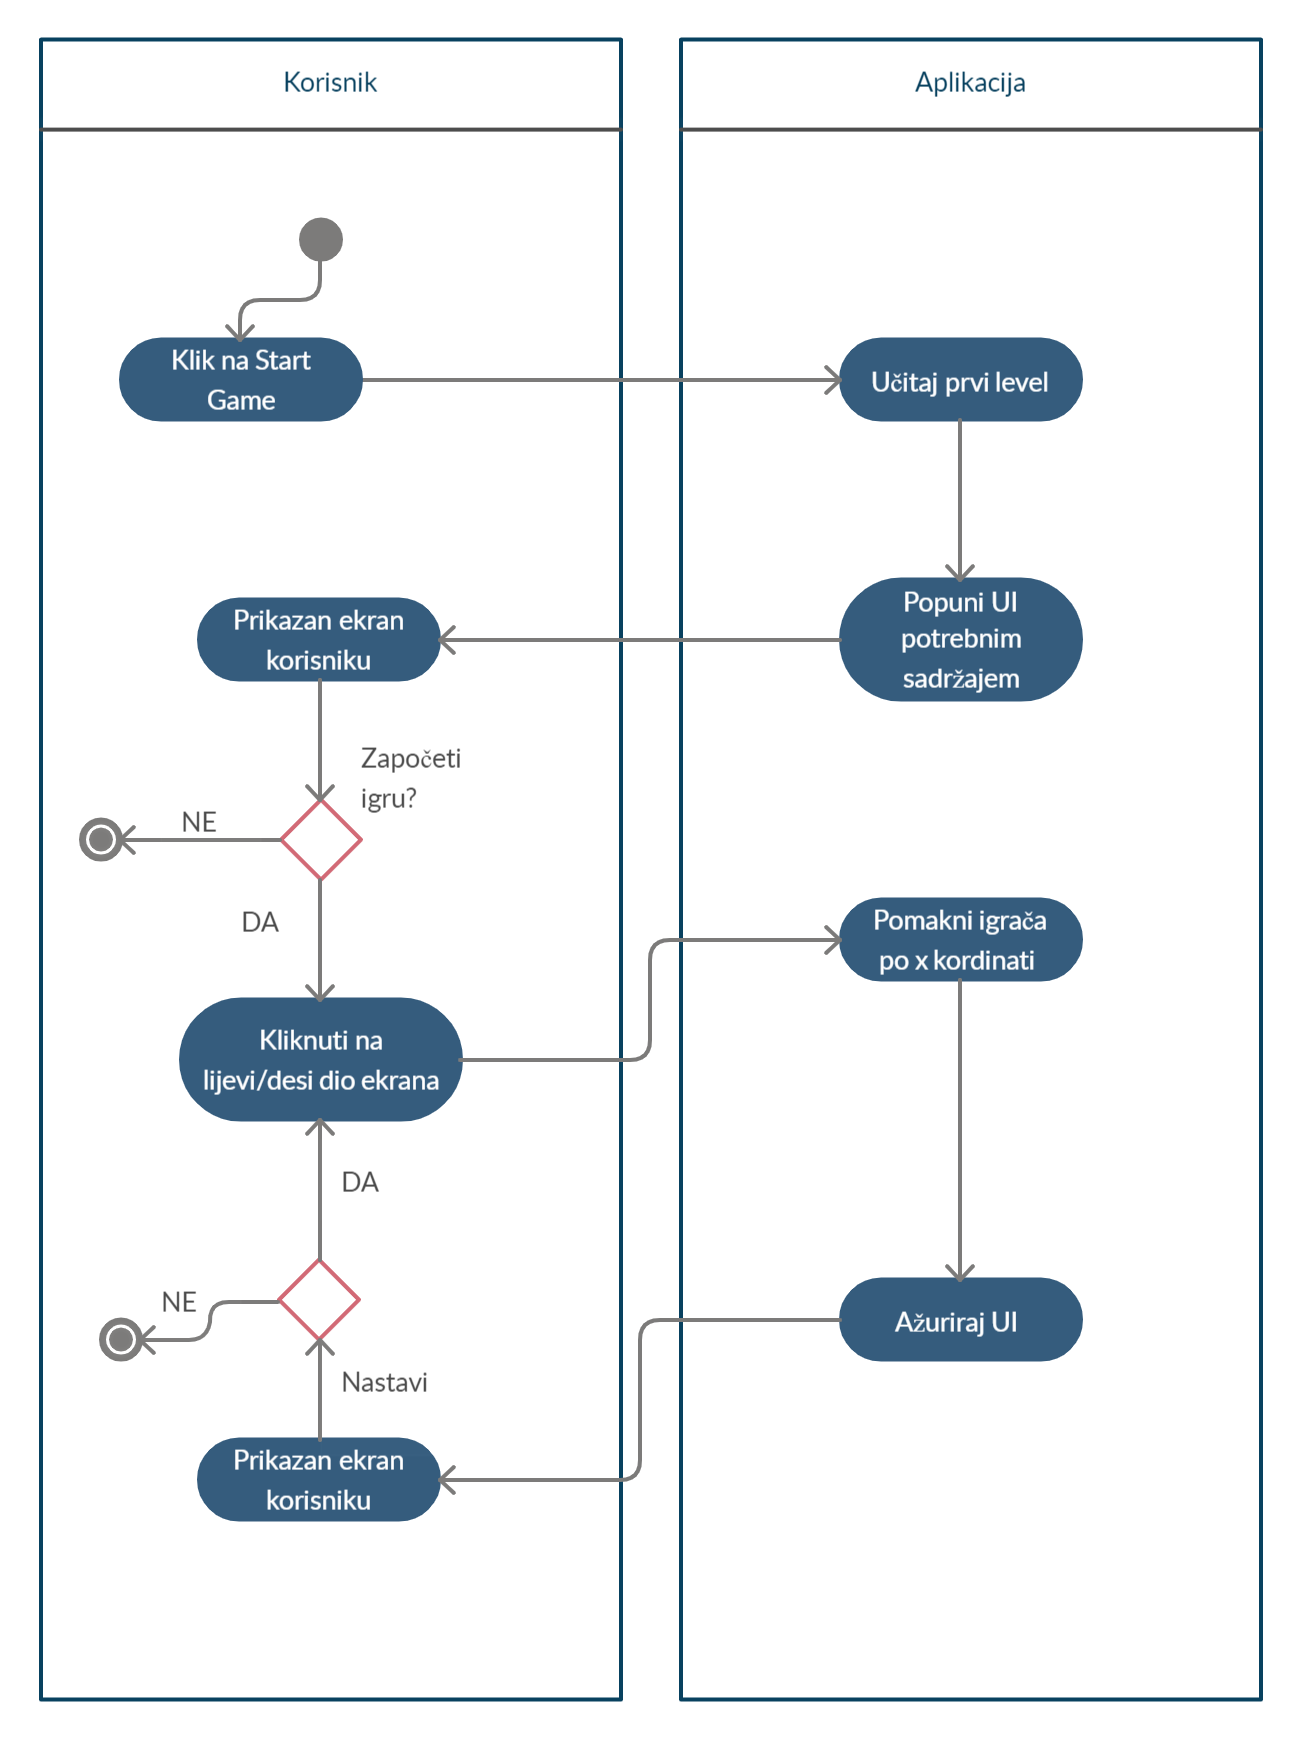 Korisnik
Aplikacija
Klik na Start
Game
Učitaj prvi level
Popuni UI
potrebnim
sadržajem
Prikazan ekran
korisniku
Započeti
igru?
NE
DA
Pomakni igrača
po x kordinati
Kliknuti na
lijevi/desi dio ekrana
DA
NE
Ažuriraj UI
Nastavi
Prikazan ekran
korisniku